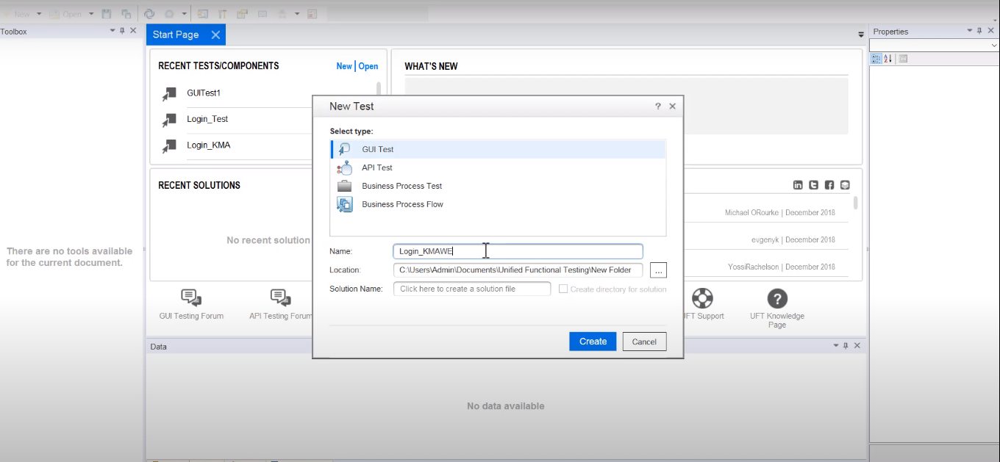 New
Open
Toolbox
Start Page
Properties
RECENT TESTS/COMPONENTS
New | Open
GUITest1
Login_Test
Login_KMA
WHAT'S NEW
RECENT SOLUTIONS
No recent solution
There are no tools available
for the current document.
New Test
Select type:
GUI Test
API Test
Business Process Test
Business Process Flow
Name: Login_KMAWE
Location: C:\Users\Admin\Documents\Unified Functional Testing\New Folder ...
Solution Name: Click here to create a solution file Create directory for solution
Create Cancel
Michael ORourke | December 2018
evgenyk | December 2018
YossiRachelson | December 2018
GUI Testing Forum
API Testing Forum
UFT Support
UFT Knowledge
Page
Data
No data available